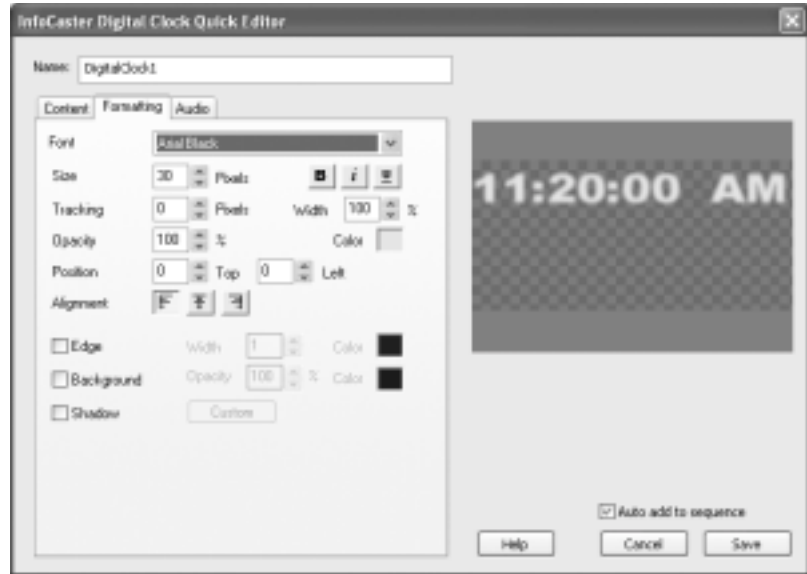 InfoCaster Digital Clock Quick Editor
Name: DigitalClock1
Content Formatting Audio
Font Arial Black
Size 30 Pixels B i u
Tracking 0 Pixels Width 100 %
Opacity 100 % Color
Position 0 Top 0 Left
Alignment
Edge Width 1 Color
Background Opacity 100 % Color
Shadow Custom
11:20:00 AM
Auto add to sequence
Help Cancel Save